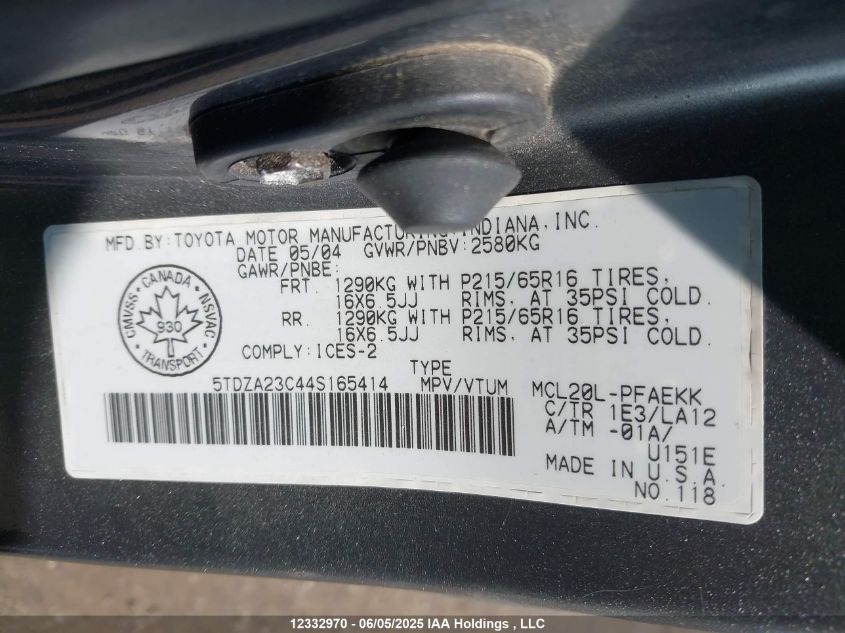 MFD.BY:TOYOTA MOTOR MANUFACTURING,INDIANA,INC.
DATE 05/04 GVWR/PNBV:2580KG
GAWR/PNBE:
FRT. 1290KG WITH P215/65R16 TIRES,
16X6.5JJ RIMS, AT 35PSI COLD.
RR. 1290KG WITH P215/65R16 TIRES,
16X6.5JJ RIMS, AT 35PSI COLD.
COMPLY:ICES-2
CANADA
CMVSS
NSVAC
930
TRANSPORT
TYPE
5TDZA23C44S165414 MPV/VTUM
MCL20L-PFAEKK
C/TR 1E3/LA12
A/TM -01A/
U151E
MADE IN U.S.A.
NO.118
12332970 - 06/05/2025 IAA Holdings , LLC